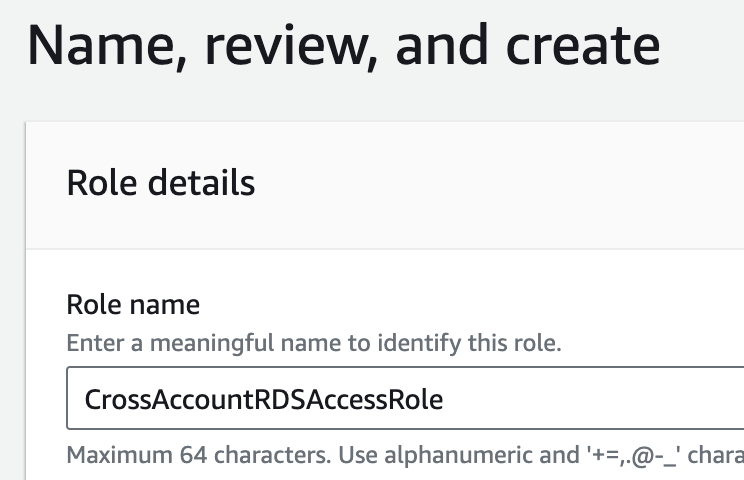 Name, review, and create
Role details
Role name
Enter a meaningful name to identify this role.
CrossAccountRDSAccessRole
Maximum 64 characters. Use alphanumeric and '+=,.@-_' chara